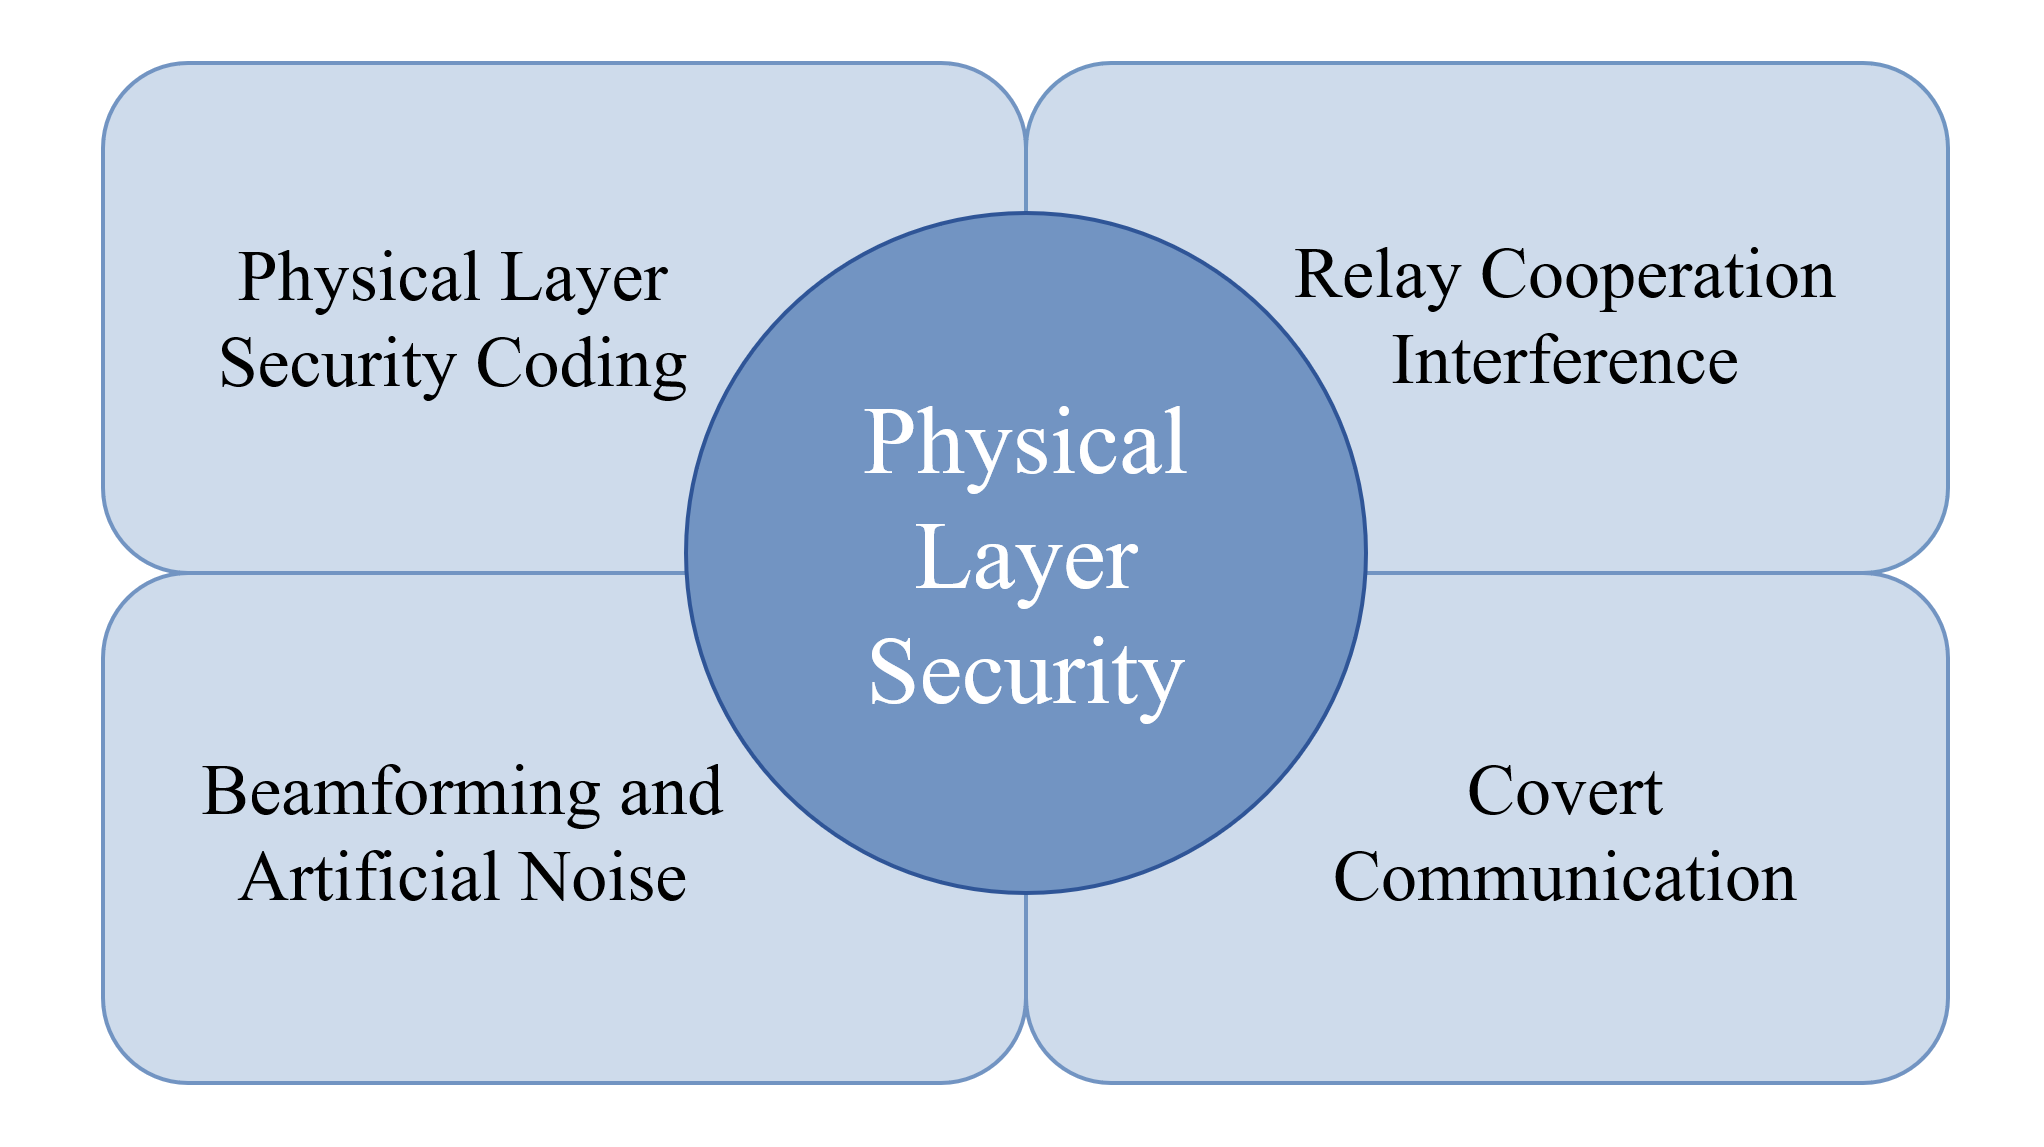 Physical Layer
Security Coding
Relay Cooperation
Interference
Physical
Layer
Security
Beamforming and
Artificial Noise
Covert
Communication